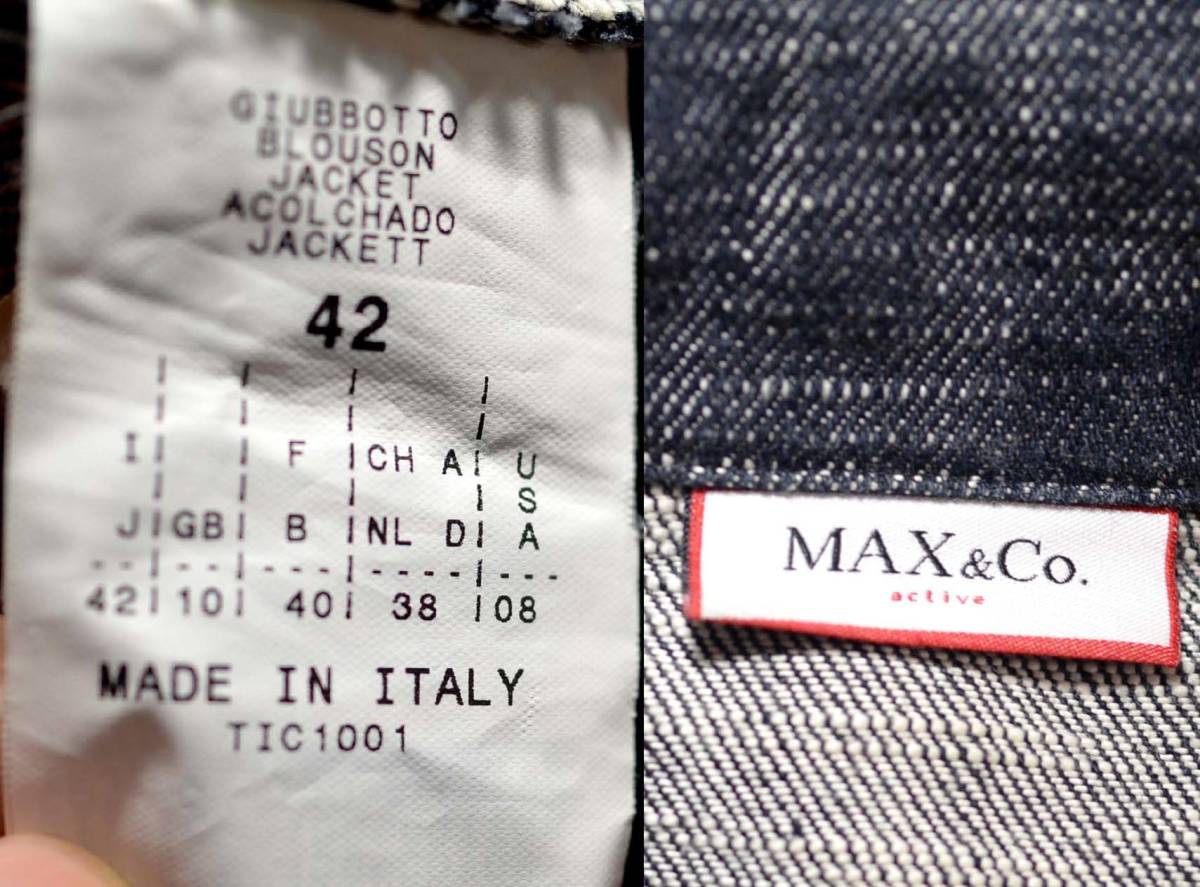 GIUBBOTTO
BLOUSON
JACKET
ACOLCHADO
JACKETT
42
I | | F | CH A | U
S
J | GB | B | NL D | A
--|--|---|----|---
42 | 10 | 40 | 38 | 08
MADE IN ITALY
TIC1001
MAX&Co.
active